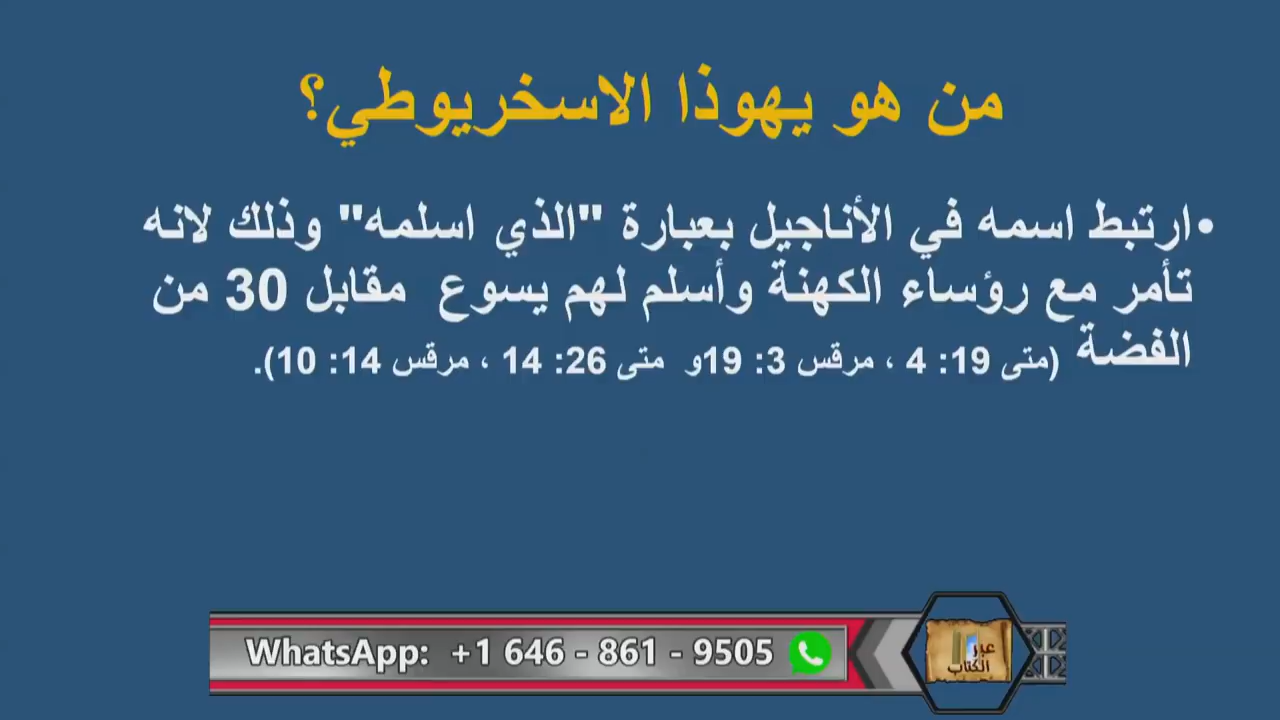 من هو يهوذا الاسخريوطي؟
•ارتبط اسمه في الأناجيل بعبارة "الذي اسلمه" وذلك لانه
تأمر مع رؤساء الكهنة وأسلم لهم يسوع مقابل 30 من
الفضة (متى 19: 4 ، مرقس 3: 19و متى 26: 14 ، مرقس 14: 10).
WhatsApp: +1 646 - 861 - 9505
عبر
الكتاب